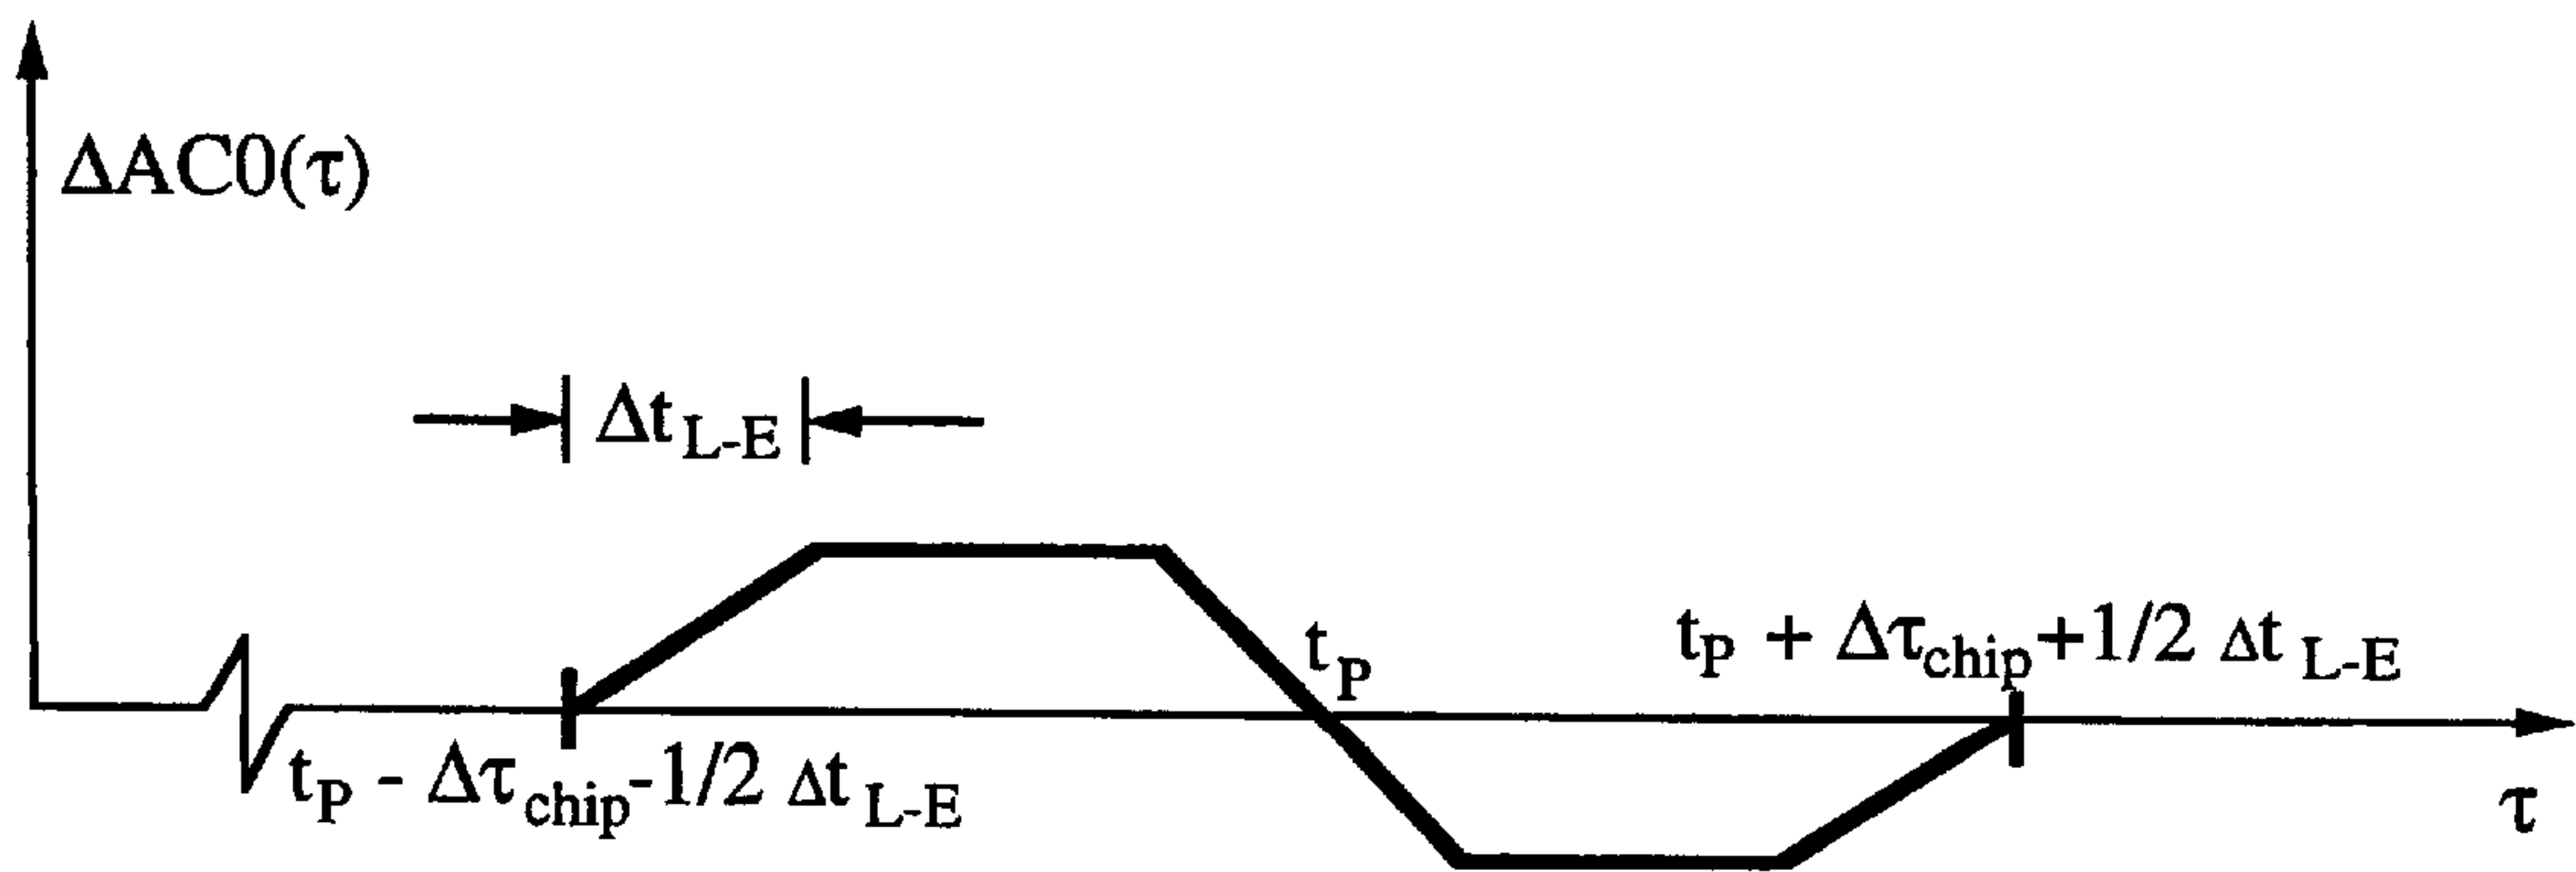 ΔAC0(τ)
Δt L-E
tP
tP + Δτchip+1/2 Δt L-E
tP - Δτchip-1/2 Δt L-E
τ